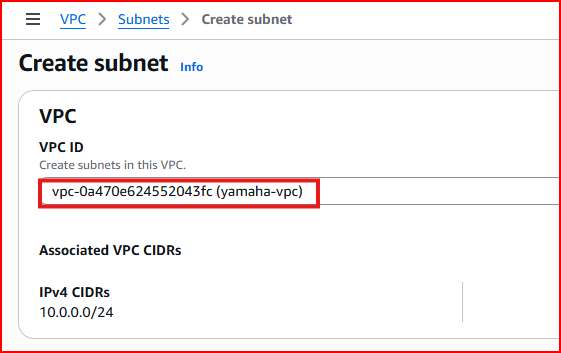 VPC > Subnets > Create subnet
Create subnet Info
VPC
VPC ID
Create subnets in this VPC.
vpc-0a470e624552043fc (yamaha-vpc)
Associated VPC CIDRs
IPv4 CIDRs
10.0.0.0/24